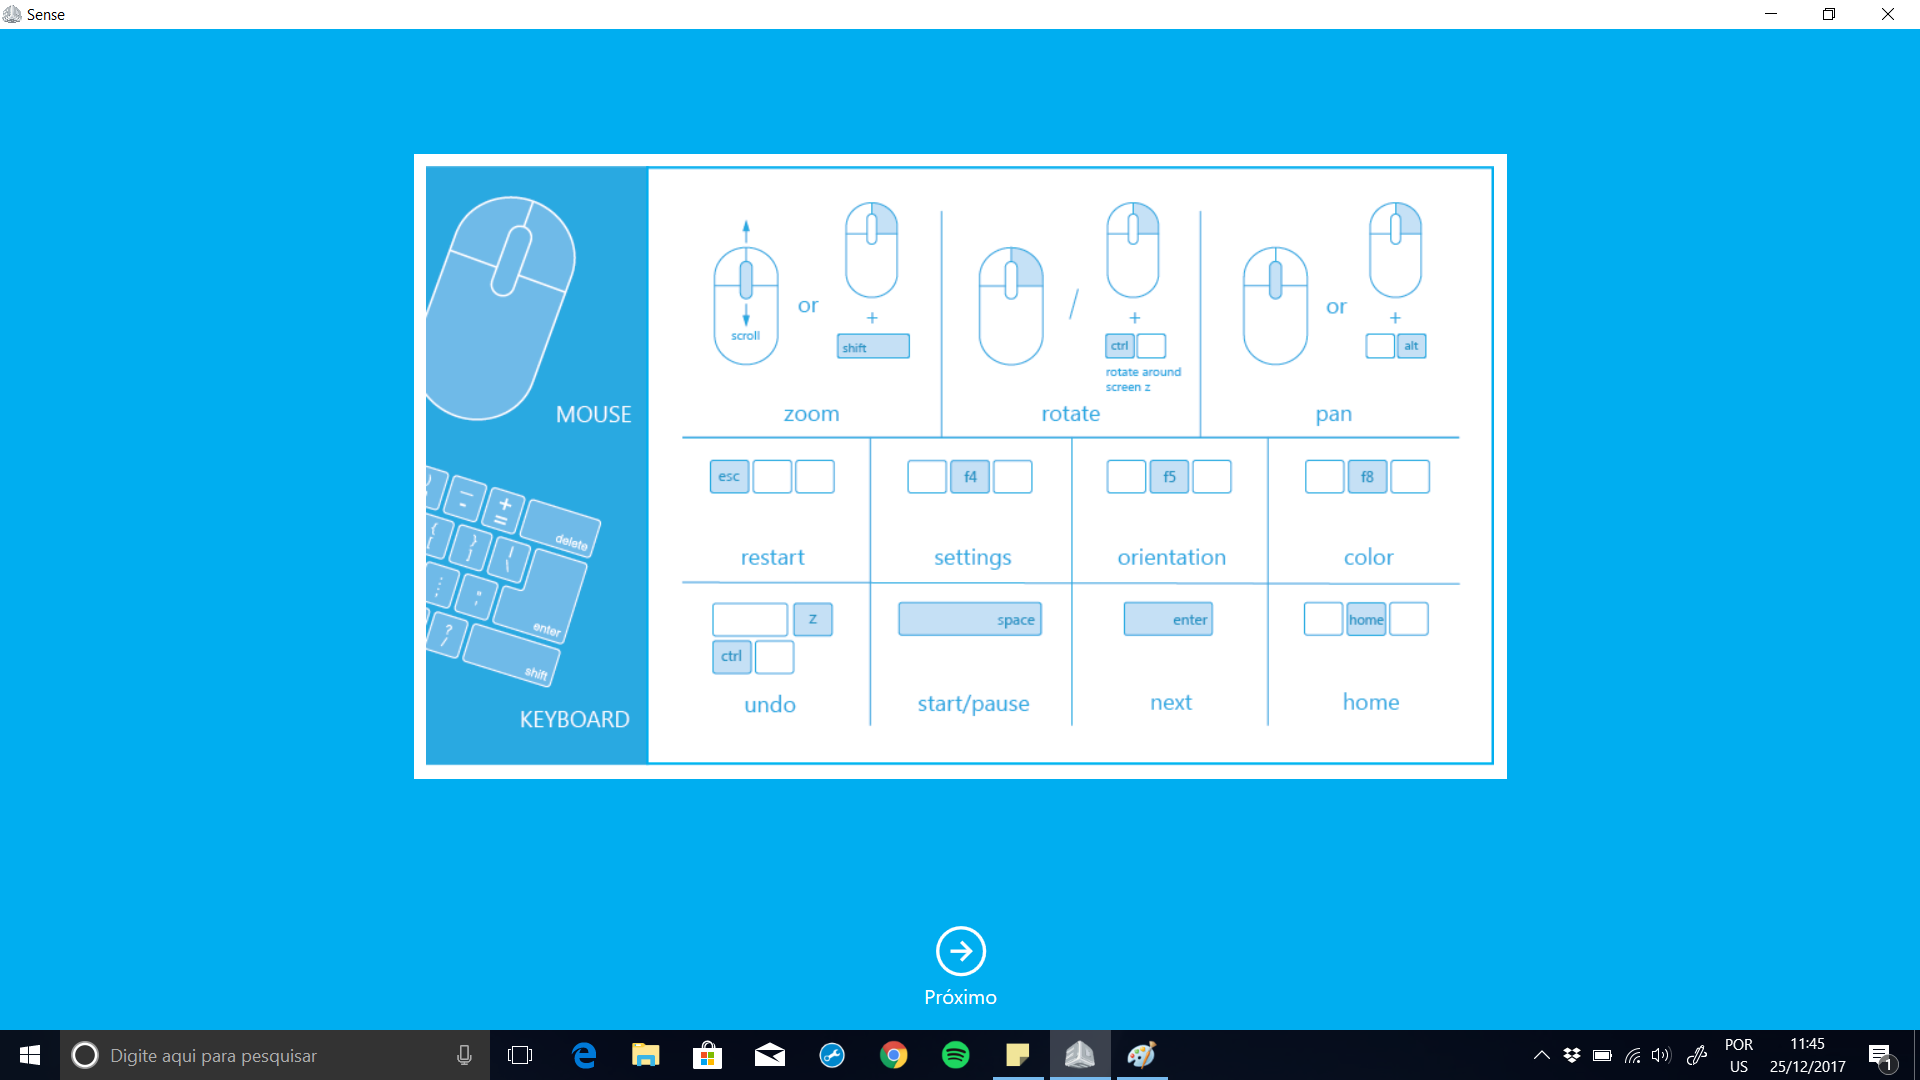 Sense
or
scroll
+
shift
zoom
/
+
ctrl
rotate around
screen z
rotate
or
+
alt
pan
MOUSE
esc
restart
f4
settings
f5
orientation
f8
color
z
ctrl
undo
space
start/pause
enter
next
home
home
-
+
=
delete
{
[
}
]
|
\
:
;
"
'
enter
?
/
shift
KEYBOARD
Próximo
Digite aqui para pesquisar
POR
US
11:45
25/12/2017
1